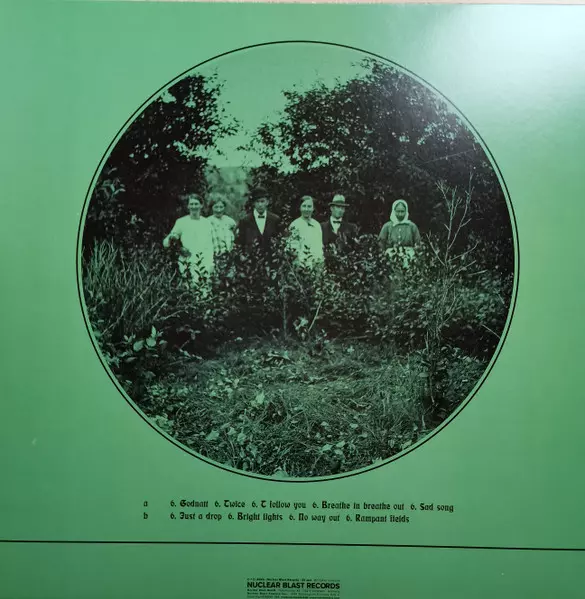 a 6. Godnatt 6. Twice 6. I follow you 6. Breathe in breathe out 6. Sad song
b 6. Just a drop 6. Bright lights 6. No way out 6. Rampant fields
NUCLEAR BLAST RECORDS